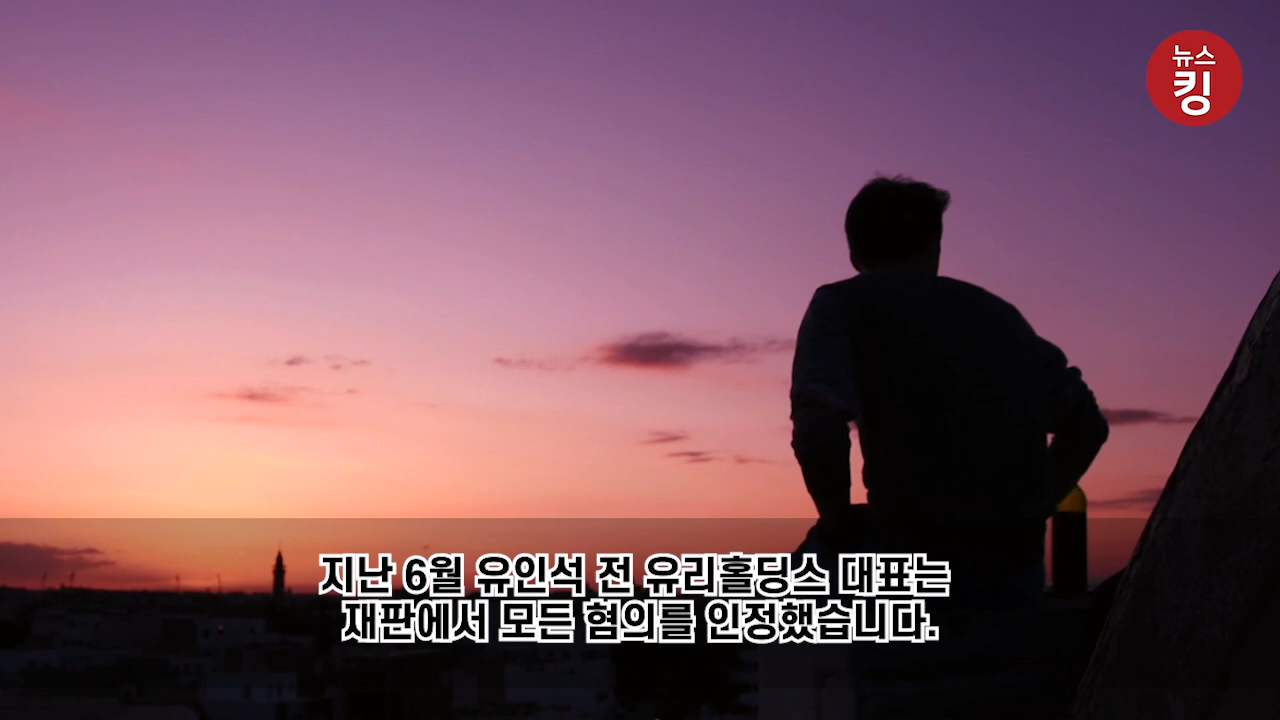 뉴스
킹
지난 6월 유인석 전 유리홀딩스 대표는
재판에서 모든 혐의를 인정했습니다.